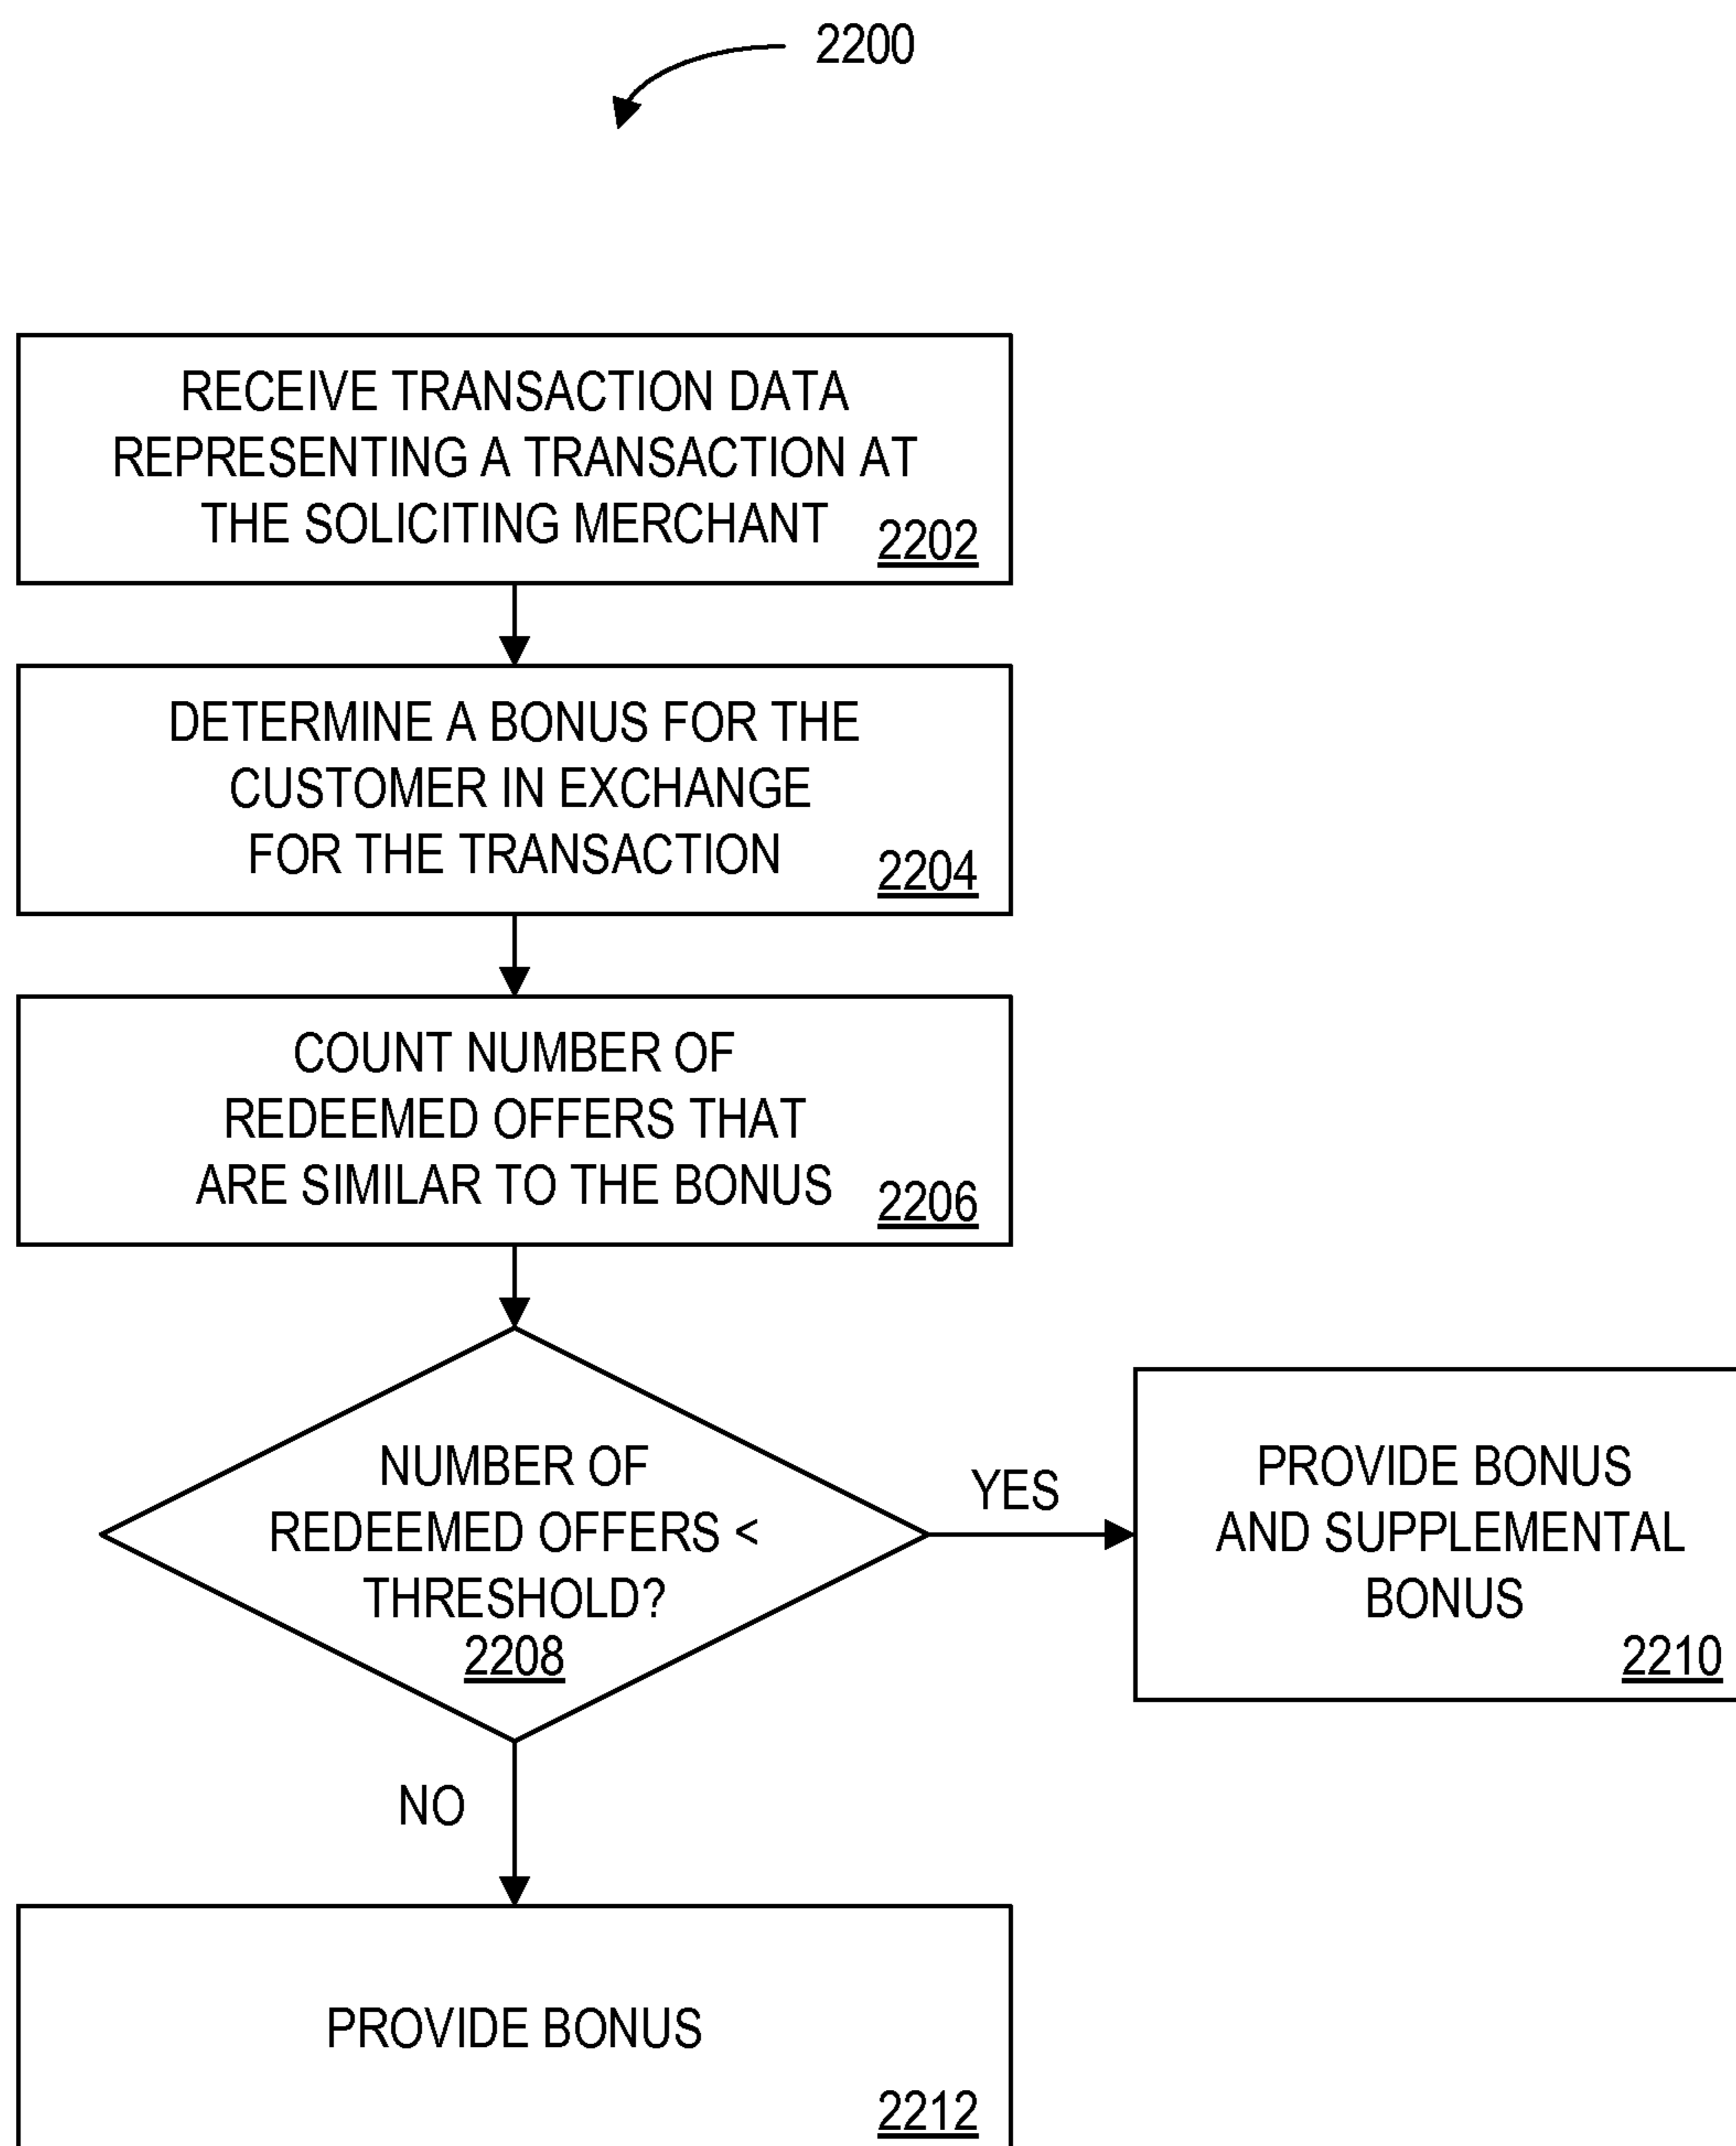 2200
RECEIVE TRANSACTION DATA
REPRESENTING A TRANSACTION AT
THE SOLICITING MERCHANT
2202
DETERMINE A BONUS FOR THE
CUSTOMER IN EXCHANGE
FOR THE TRANSACTION
2204
COUNT NUMBER OF
REDEEMED OFFERS THAT
ARE SIMILAR TO THE BONUS
2206
NUMBER OF
REDEEMED OFFERS <
THRESHOLD?
2208
YES
PROVIDE BONUS
AND SUPPLEMENTAL
BONUS
2210
NO
PROVIDE BONUS
2212